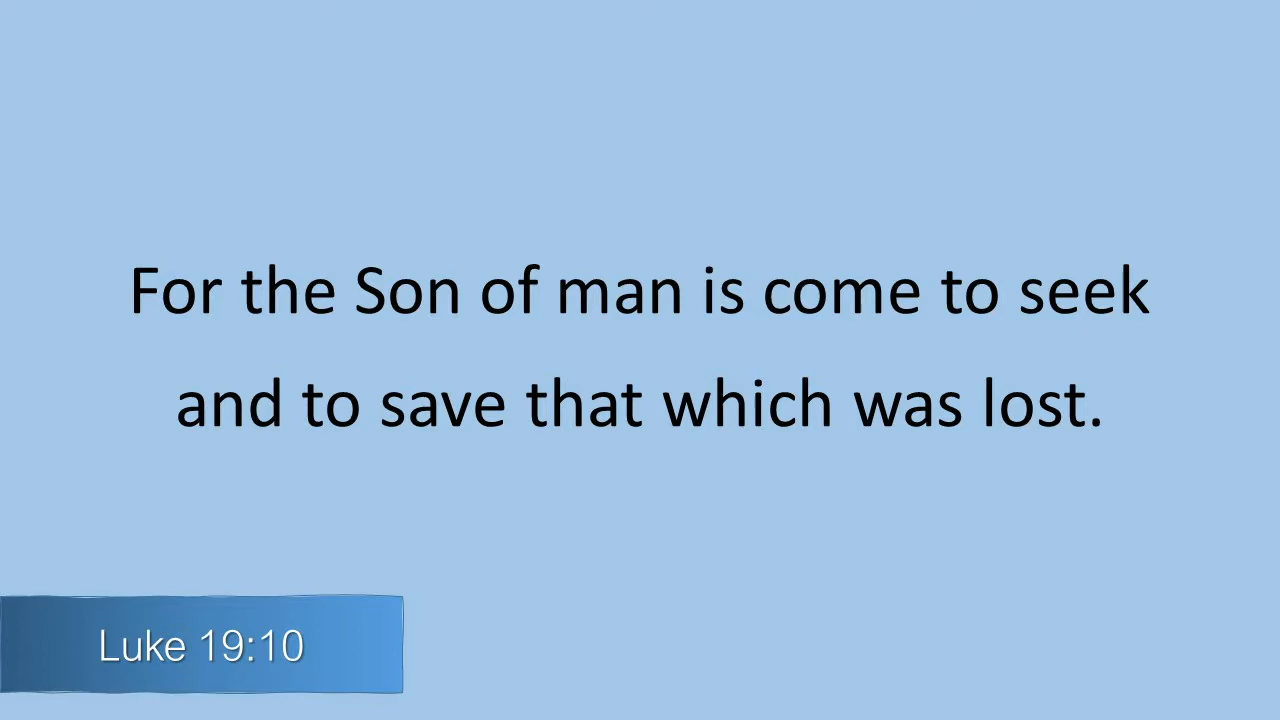 For the Son of man is come to seek
and to save that which was lost.
Luke 19:10